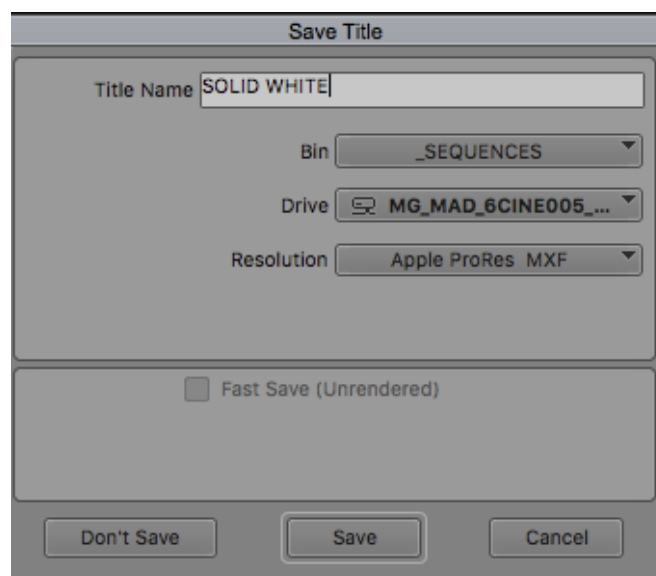 Save Title
Title Name SOLID WHITE
Bin _SEQUENCES
Drive MG_MAD_6CINE005_...
Resolution Apple ProRes MXF
Fast Save (Unrendered)
Don't Save Save Cancel